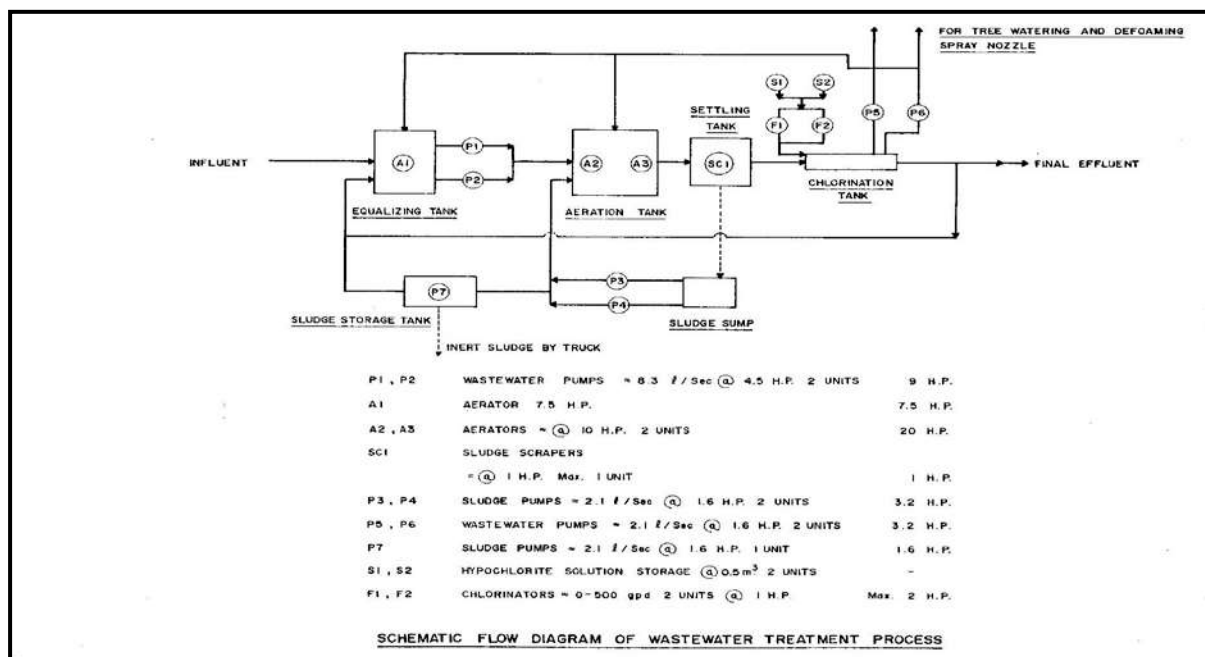 FOR TREE WATERING AND DEFOAMING
SPRAY NOZZLE
S1
S2
SETTLING
TANK
F1
F2
P5
P6
INFLUENT
A1
P1
P2
A2
A3
SC1
FINAL EFFLUENT
CHLORINATION
TANK
EQUALIZING TANK
AERATION TANK
P3
P7
P4
SLUDGE STORAGE TANK
SLUDGE SUMP
INERT SLUDGE BY TRUCK
P1 , P2 WASTEWATER PUMPS = 8.3 l/Sec @ 4.5 H.P. 2 UNITS 9 H.P.
A1 AERATOR 7.5 H.P. 7.5 H.P.
A2 , A3 AERATORS = @ 10 H.P. 2 UNITS 20 H.P.
SC1 SLUDGE SCRAPERS
= @ 1 H.P. Max. 1 UNIT 1 H.P.
P3 , P4 SLUDGE PUMPS = 2.1 l/Sec @ 1.6 H.P. 2 UNITS 3.2 H.P.
P5 , P6 WASTEWATER PUMPS = 2.1 l/Sec @ 1.6 H.P. 2 UNITS 3.2 H.P.
P7 SLUDGE PUMPS = 2.1 l/Sec @ 1.6 H.P. 1 UNIT 1.6 H.P.
S1 , S2 HYPOCHLORITE SOLUTION STORAGE @ 0.5 m³ 2 UNITS -
F1 , F2 CHLORINATORS = 0-500 gpd 2 UNITS @ 1 H.P. Max. 2 H.P.
SCHEMATIC FLOW DIAGRAM OF WASTEWATER TREATMENT PROCESS